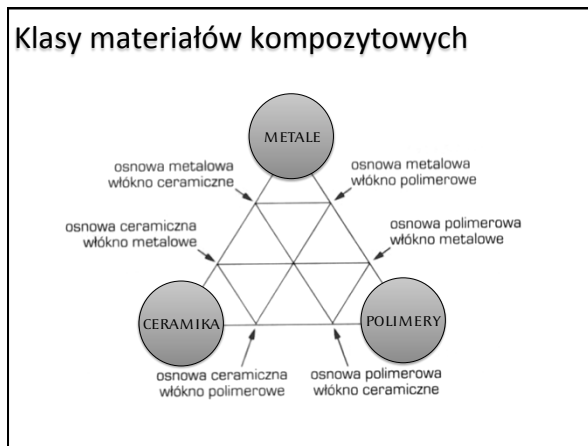 Klasy materiałów kompozytowych
METALE
osnowa metalowa
włókno ceramiczne
osnowa metalowa
włókno polimerowe
osnowa ceramiczna
włókno metalowe
osnowa polimerowa
włókno metalowe
CERAMIKA
POLIMERY
osnowa ceramiczna
włókno polimerowe
osnowa polimerowa
włókno ceramiczne